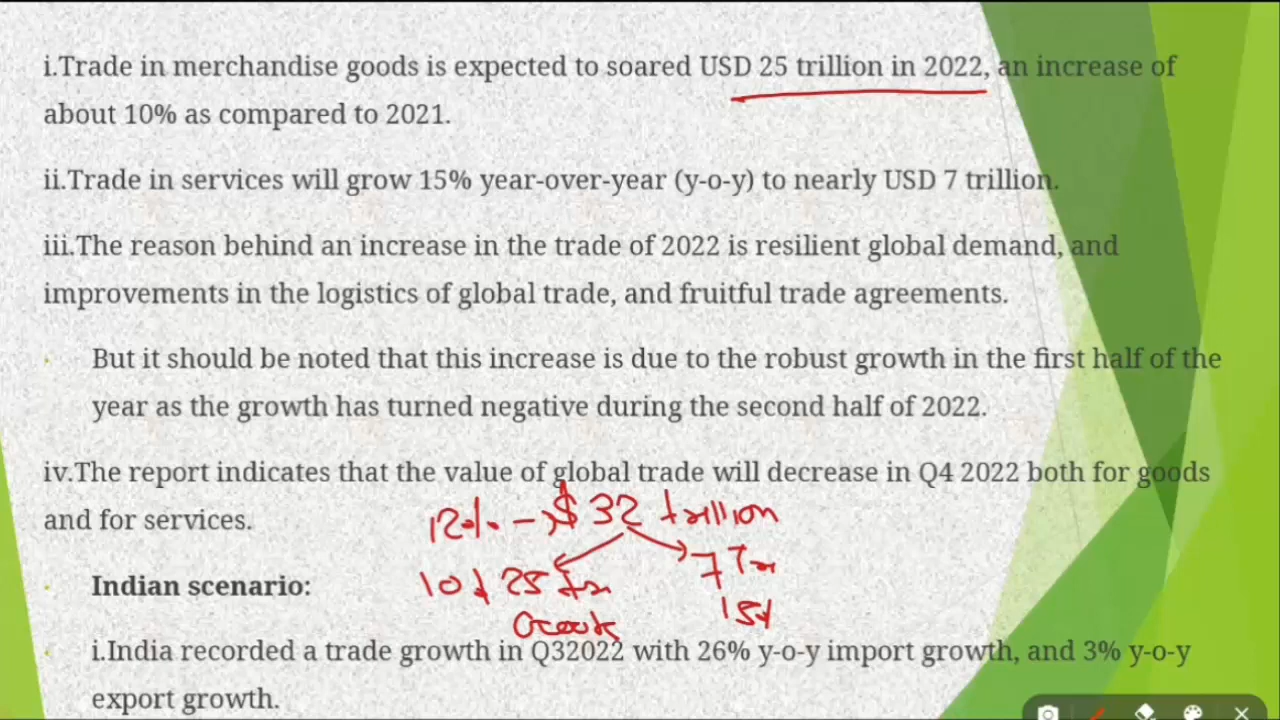 i.Trade in merchandise goods is expected to soared USD 25 trillion in 2022, an increase of
about 10% as compared to 2021.
ii.Trade in services will grow 15% year-over-year (y-o-y) to nearly USD 7 trillion.
iii.The reason behind an increase in the trade of 2022 is resilient global demand, and
improvements in the logistics of global trade, and fruitful trade agreements.
But it should be noted that this increase is due to the robust growth in the first half of the
year as the growth has turned negative during the second half of 2022.
iv.The report indicates that the value of global trade will decrease in Q4 2022 both for goods
and for services.
12% → $ 32 trillion
10% 25 7
15%
Indian scenario:
i.India recorded a trade growth in Q32022 with 26% y-o-y import growth, and 3% y-o-y
export growth.